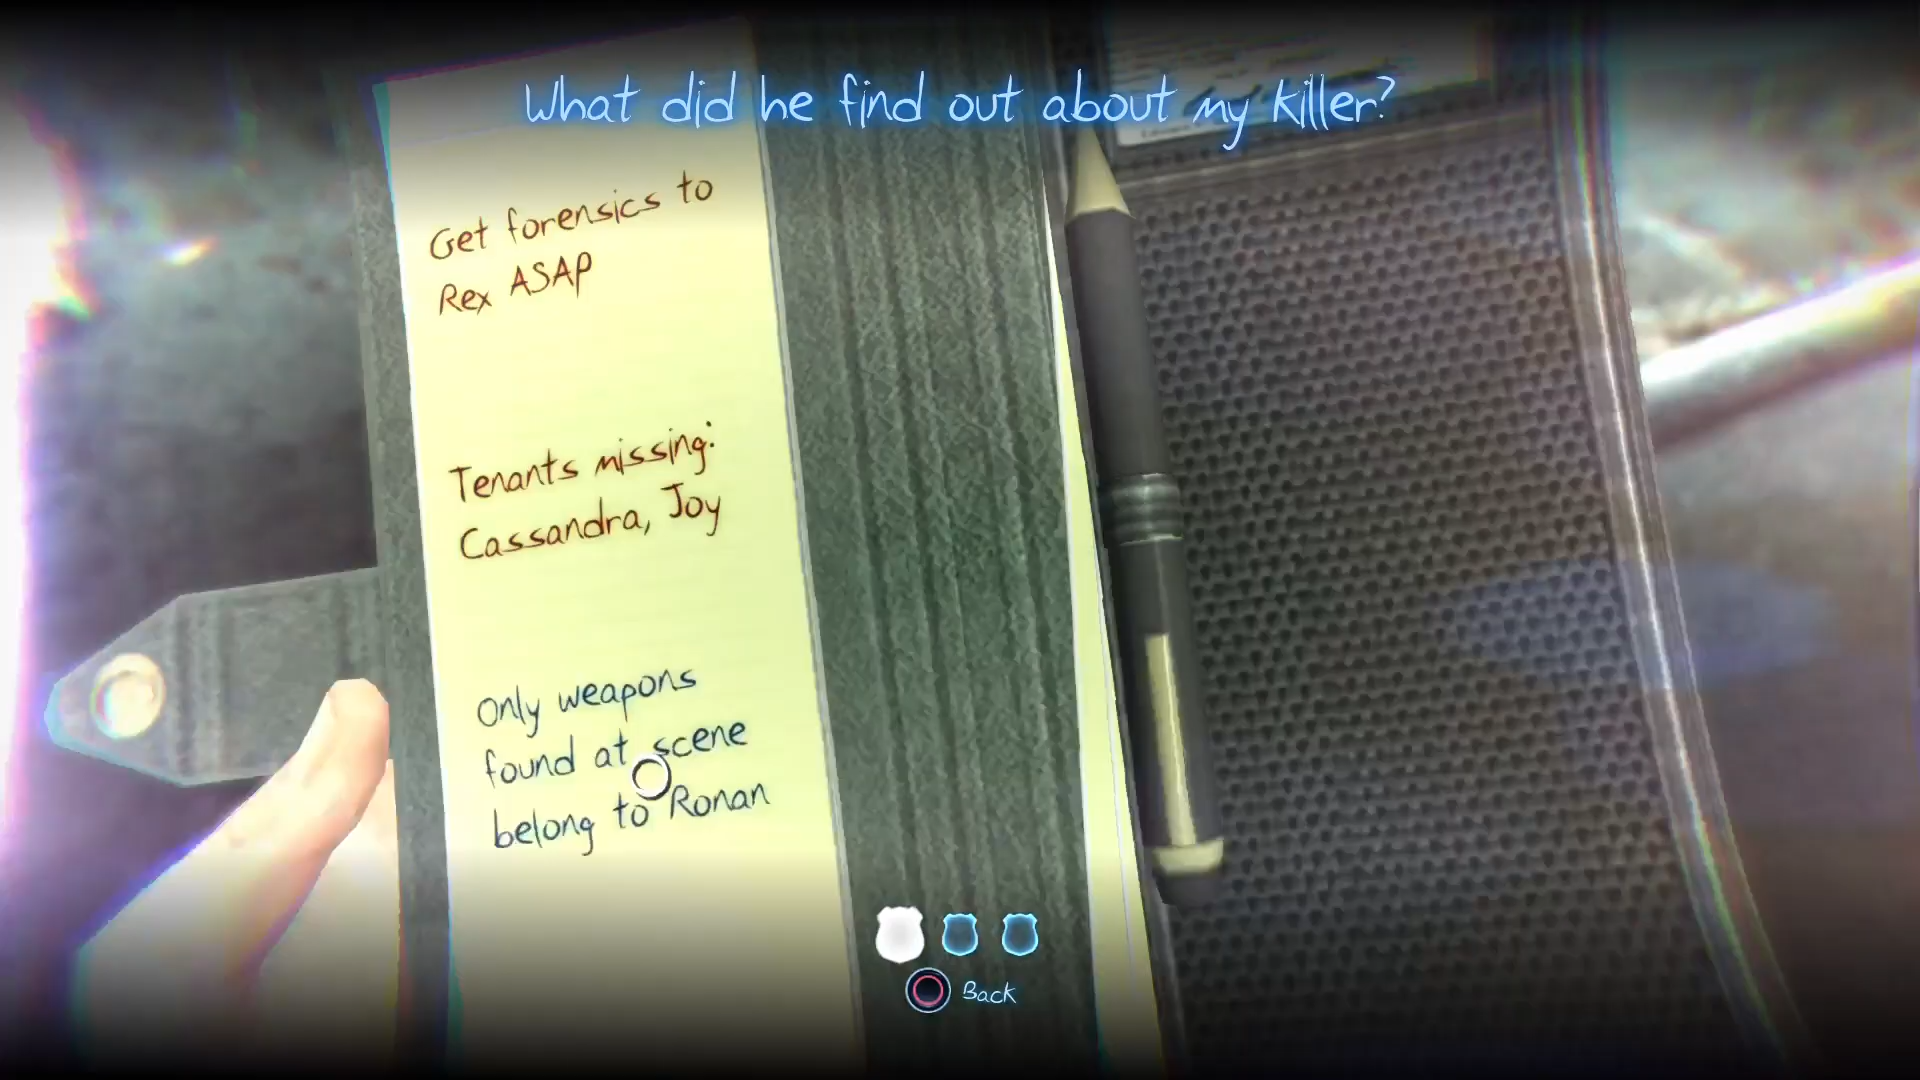 What did he find out about my killer?
Get forensics to
Rex ASAP
Tenants missing:
Cassandra, Joy
Only weapons
found at scene
belong to Ronan
Back